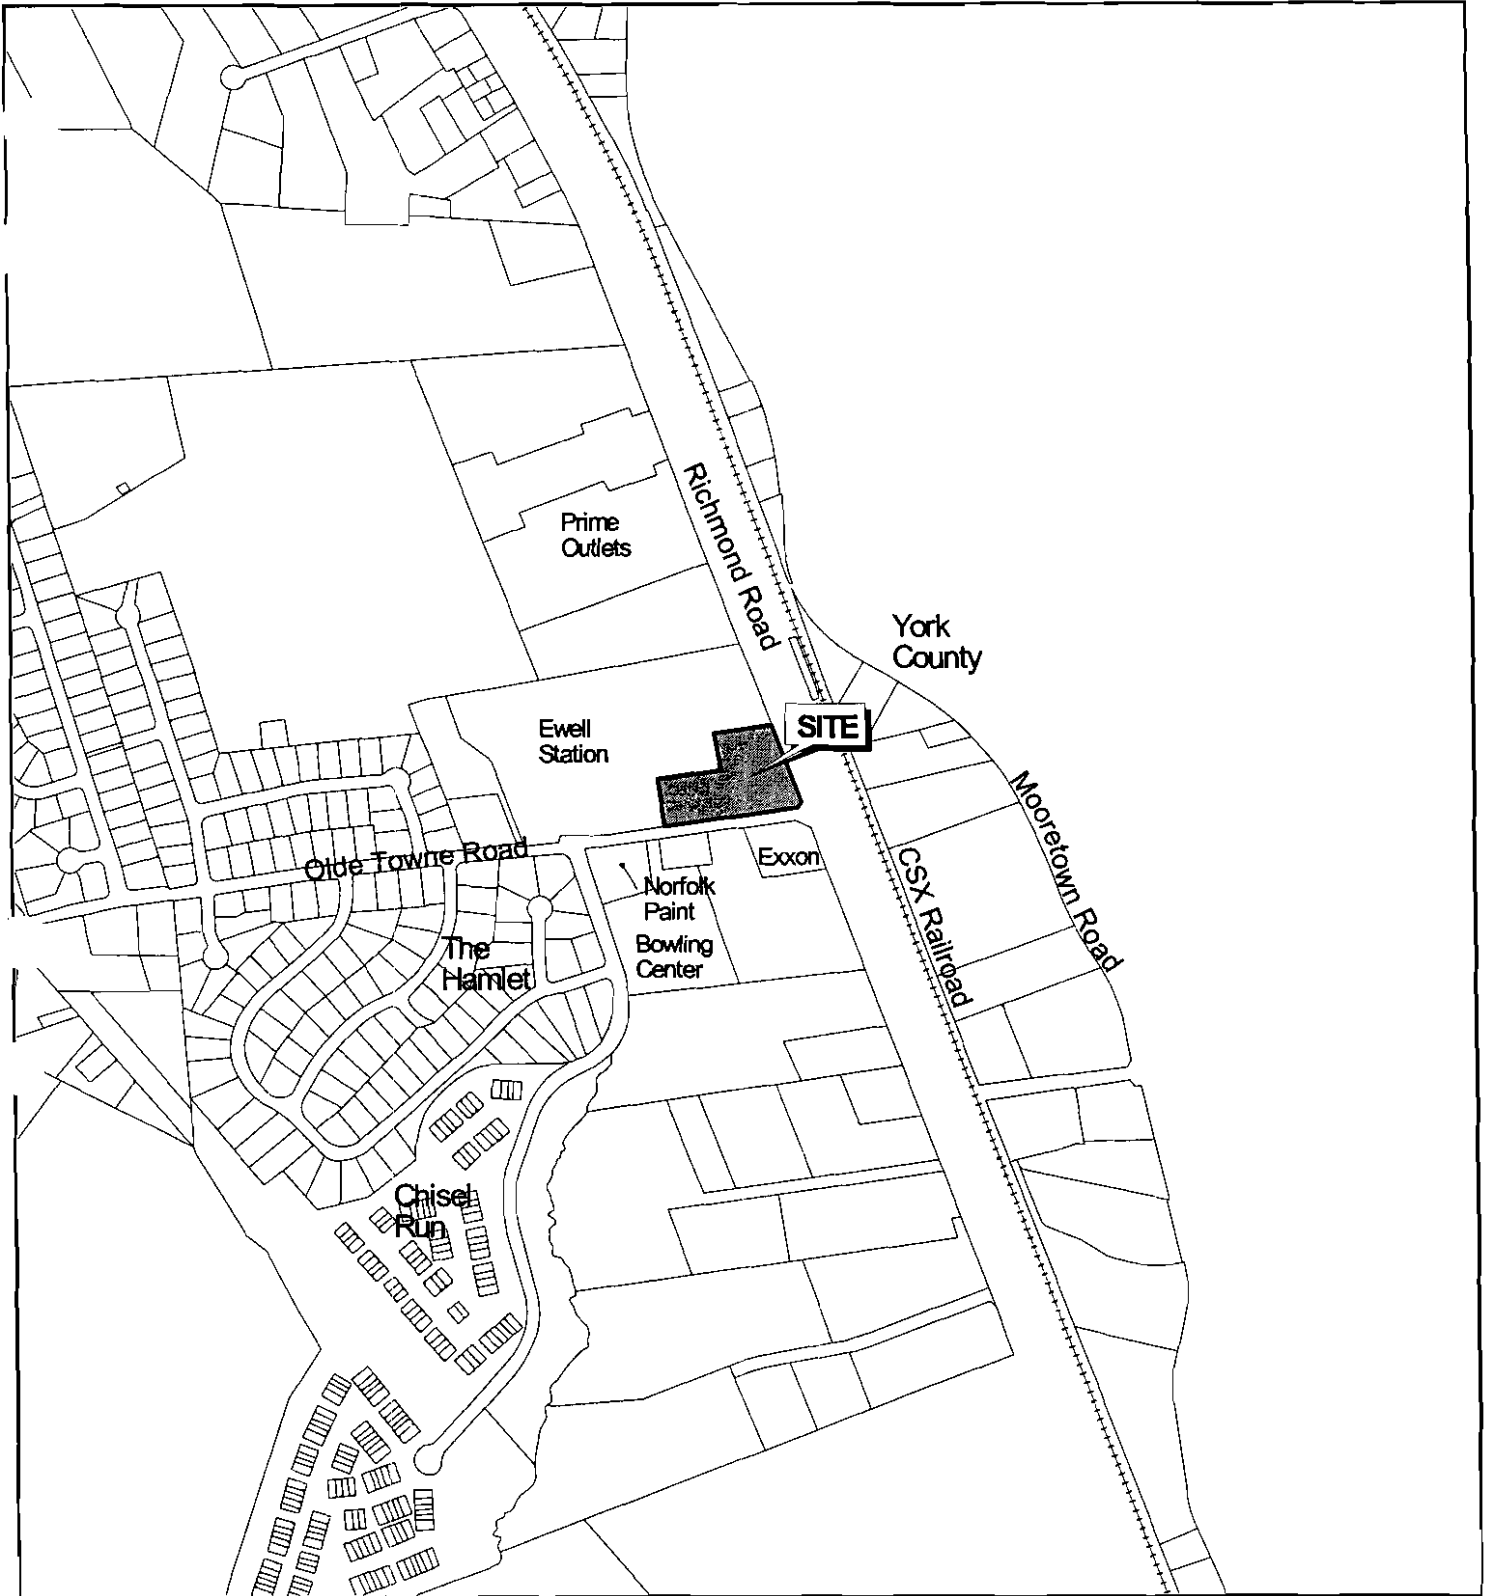 Prime
Outlets
Richmond Road
York
County
Ewell
Station
SITE
Mooretown Road
Olde Towne Road
Exxon
CSX Railroad
Norfolk
Paint
The
Hamlet
Bowling
Center
Chisel
Run